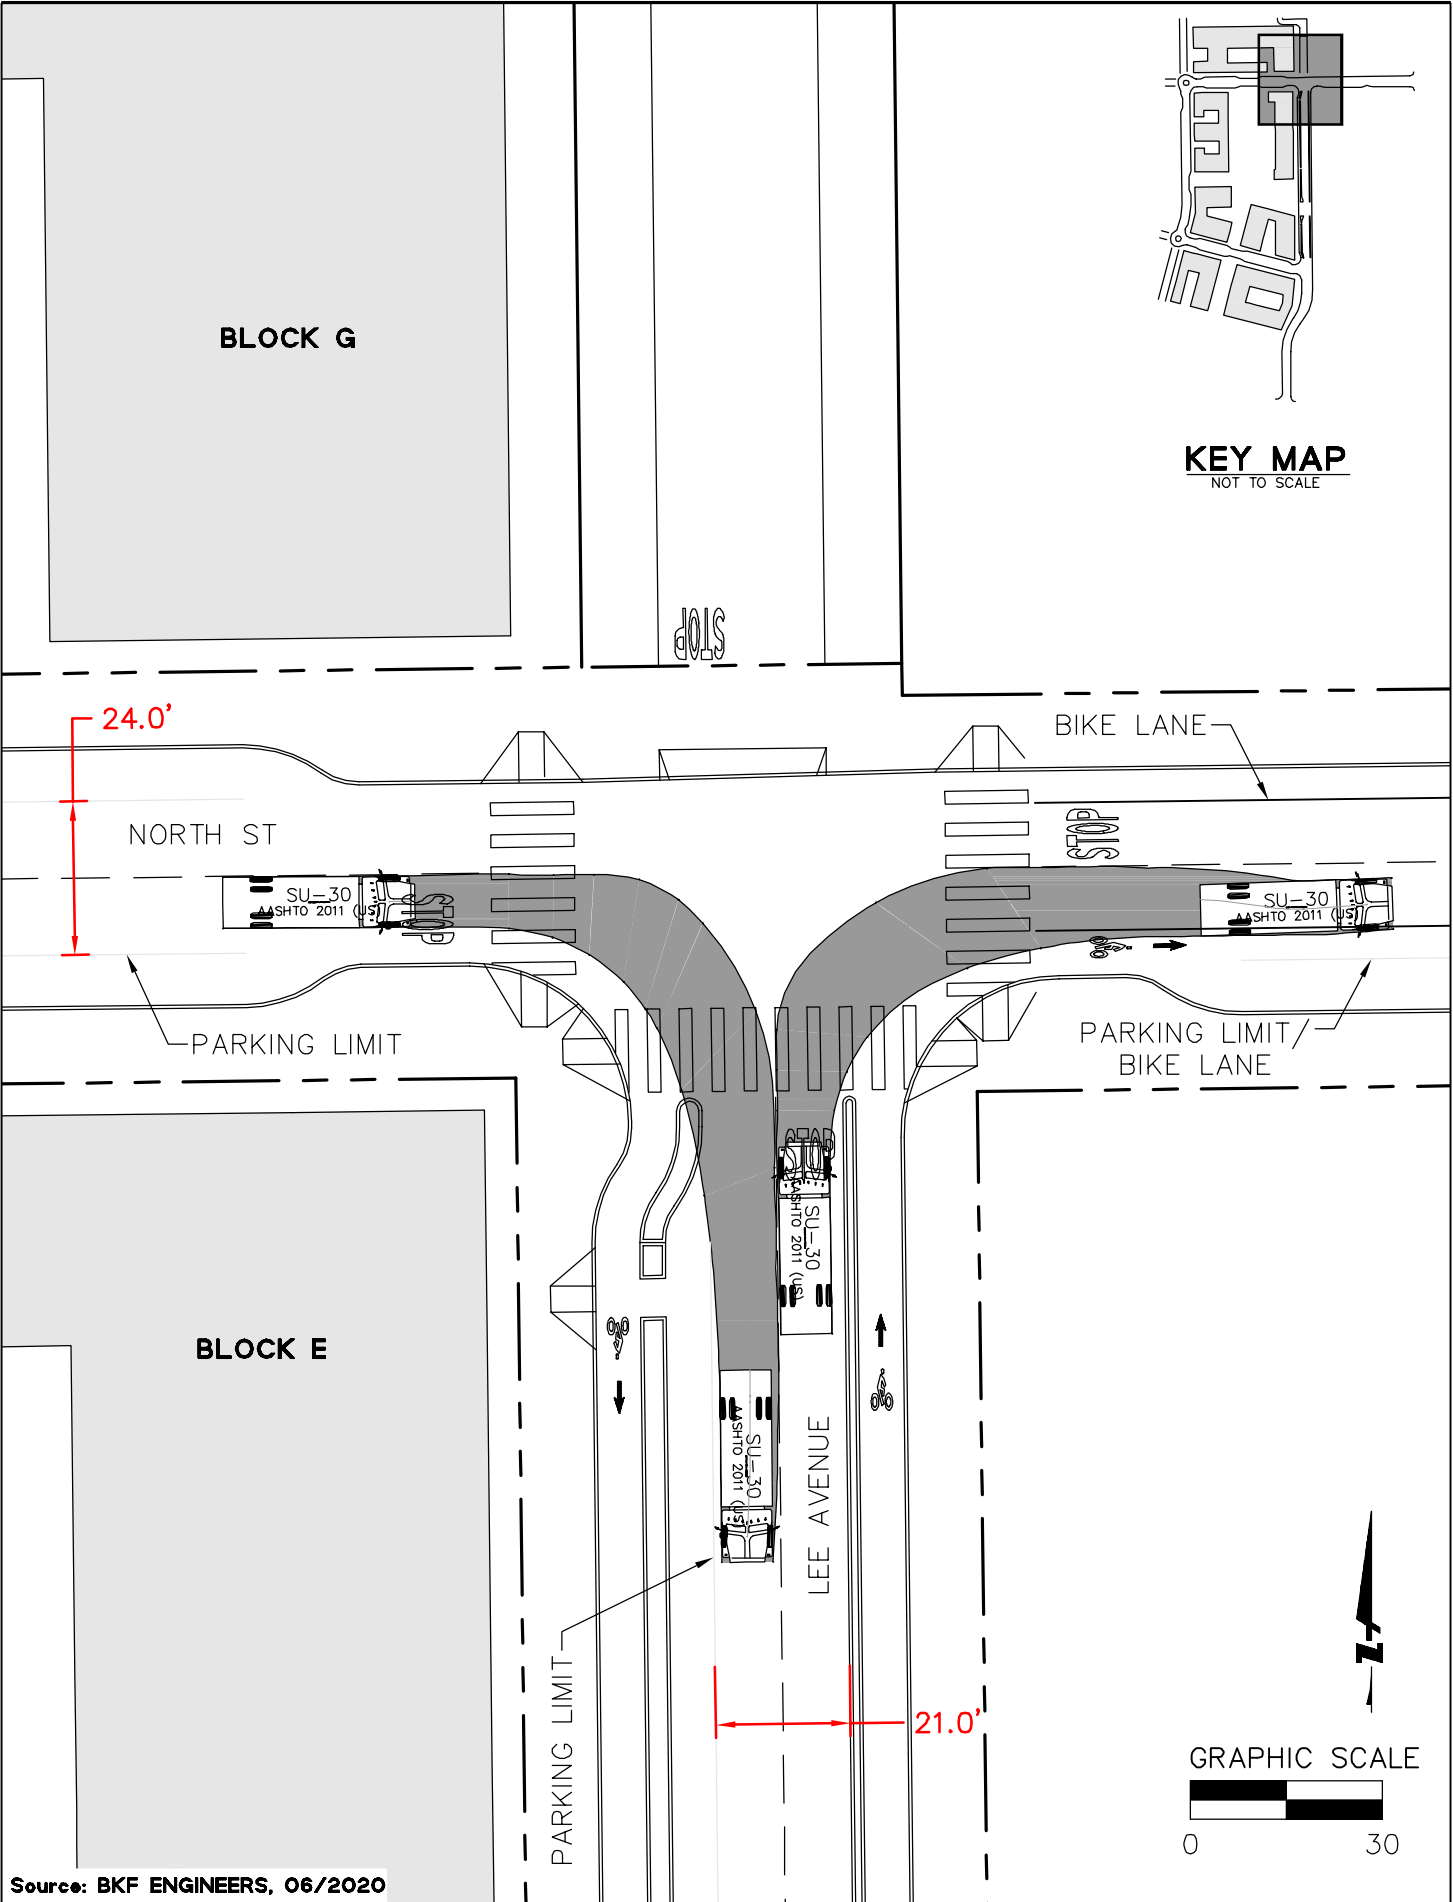 BLOCK G
KEY MAP
NOT TO SCALE
STOP
24.0'
BIKE LANE
NORTH ST
STOP
SU-30
AASHTO 2011 (US)
STOP
SU-30
AASHTO 2011 (US)
PARKING LIMIT
PARKING LIMIT/
BIKE LANE
STOP
SU-30
AASHTO 2011 (US)
BLOCK E
SU-30
AASHTO 2011 (US)
LEE AVENUE
PARKING LIMIT
21.0'
GRAPHIC SCALE
0 30
Source: BKF ENGINEERS, 06/2020